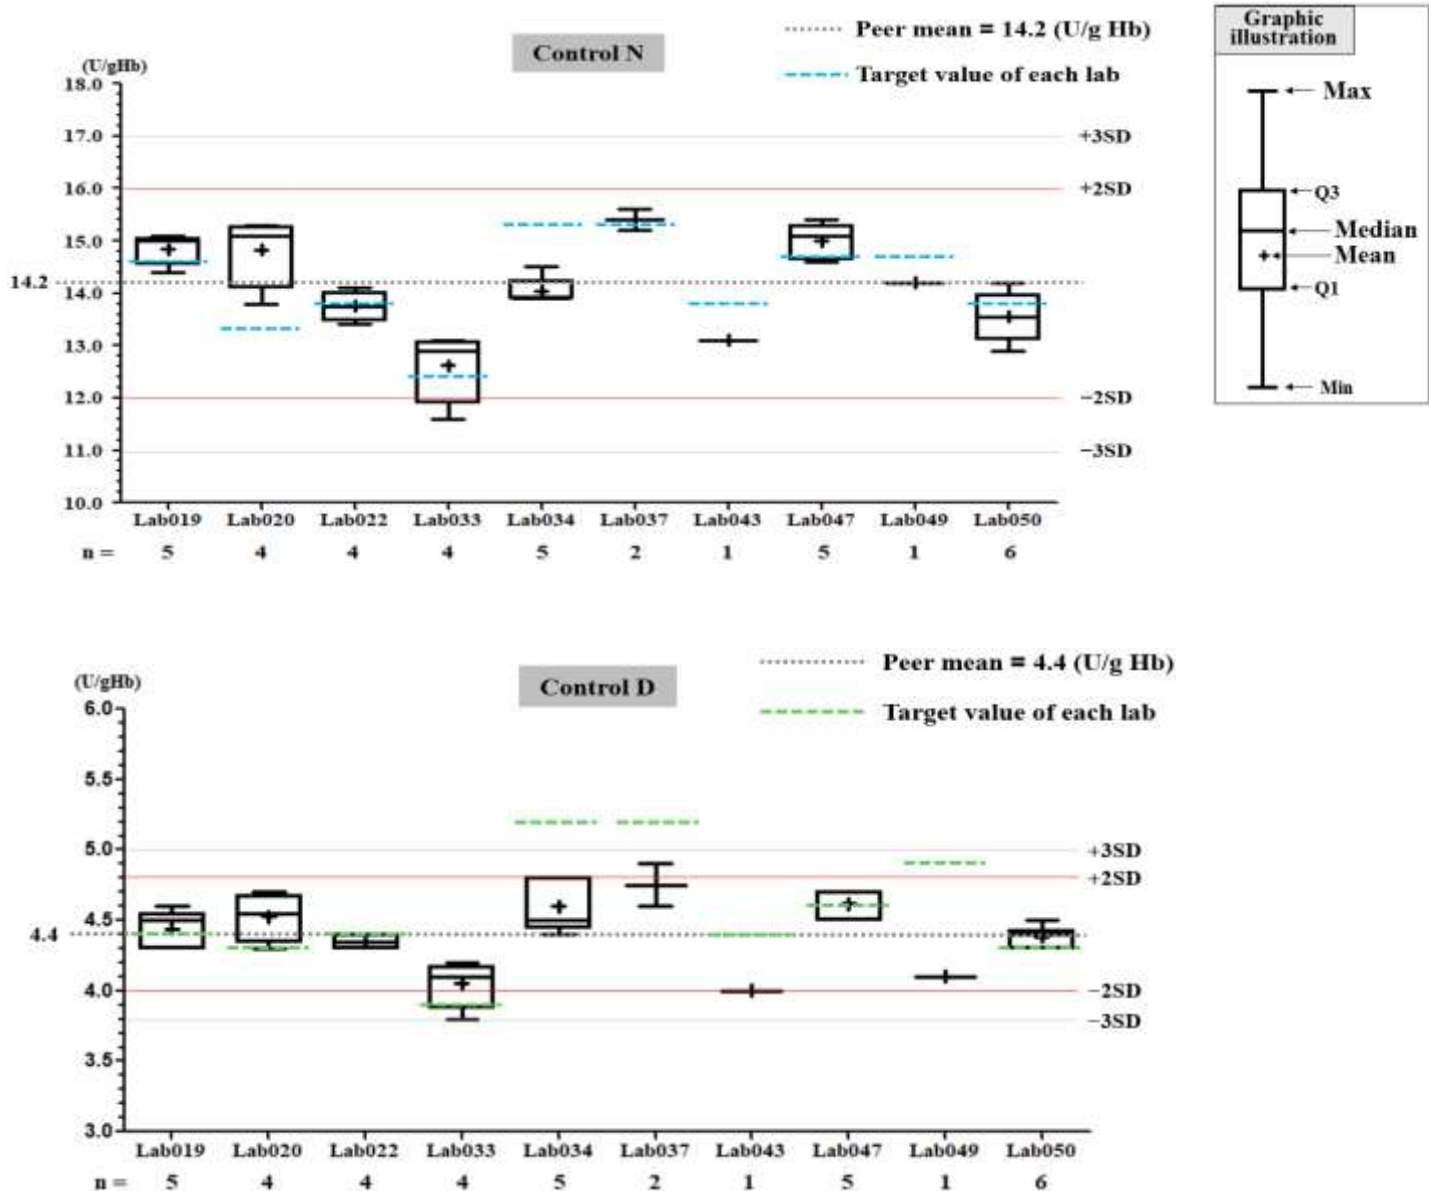 Control N
Peer mean = 14.2 (U/g Hb)
Target value of each lab
Graphic
illustration
Max
Q3
Median
Mean
Q1
Min
(U/gHb)
18.0
17.0
16.0
15.0
14.2
14.0
13.0
12.0
11.0
10.0
+3SD
+2SD
−2SD
−3SD
Lab019 Lab020 Lab022 Lab033 Lab034 Lab037 Lab043 Lab047 Lab049 Lab050
n = 5 4 4 4 5 2 1 5 1 6
Control D
Peer mean = 4.4 (U/g Hb)
Target value of each lab
(U/gHb)
6.0
5.5
5.0
4.5
4.4
4.0
3.5
3.0
+3SD
+2SD
−2SD
−3SD
Lab019 Lab020 Lab022 Lab033 Lab034 Lab037 Lab043 Lab047 Lab049 Lab050
n = 5 4 4 4 5 2 1 5 1 6